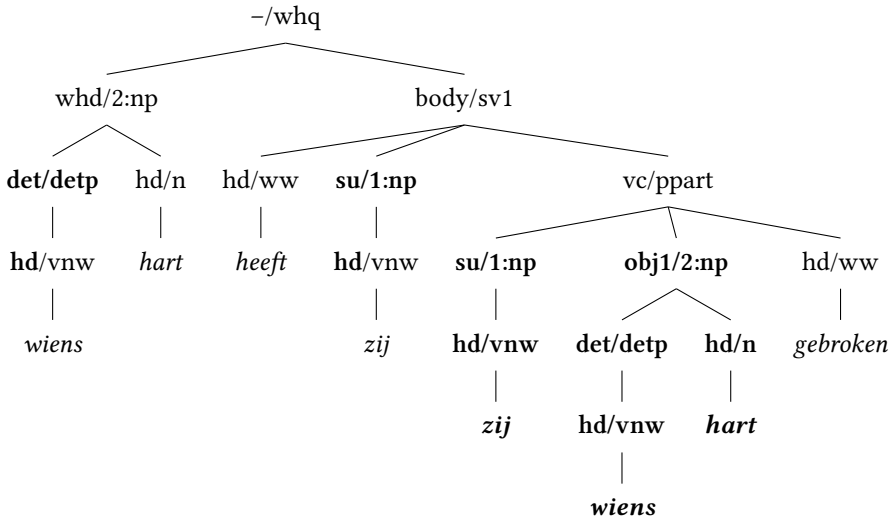 –/whq
whd/2:np body/sv1
det/detp hd/n hd/ww su/1:np vc/ppart
hd/vnw hart heeft hd/vnw su/1:np obj1/2:np hd/ww
wiens zij hd/vnw det/detp hd/n gebroken
zij hd/vnw hart
wiens